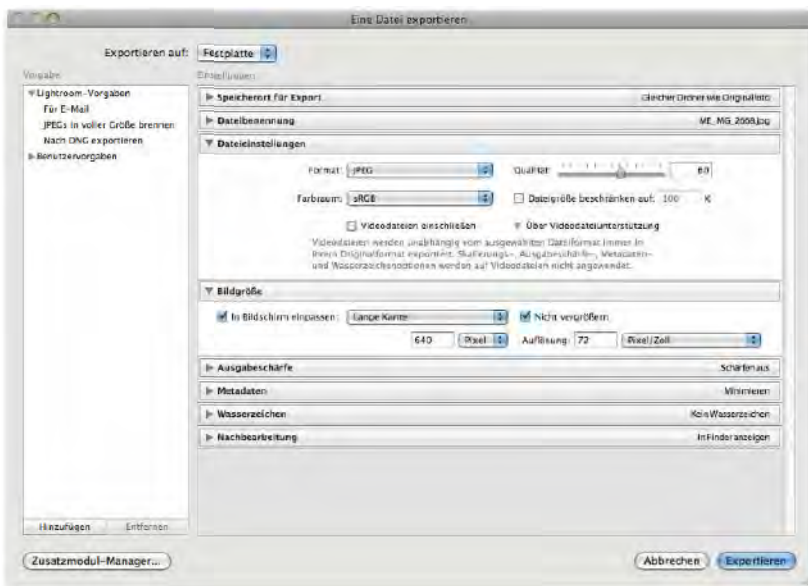 Eine Datei exportieren
Exportieren auf: Festplatte
Vorgabe: Einstellungen:
Lightroom-Vorgaben
Für E-Mail
JPEGs in voller Größe brennen
Nach DNG exportieren
Benutzervorgaben
Speicherort für Export Gleicher Ordner wie Originalfoto
Dateibenennung ME_MG_2008.jpg
Dateieinstellungen
Format: JPEG Qualität: 60
Farbraum: sRGB Dateigröße beschränken auf: 100 K
Videodateien einschließen Über Videodateiunterstützung
Videodateien werden unabhängig vom ausgewählten Dateiformat immer in
ihrem Originalformat exportiert. Skalierungs-, Ausgabeschärfe-, Metadaten-
und Wasserzeichenoptionen werden auf Videodateien nicht angewendet.
Bildgröße
In Bildschirm einpassen: Lange Kante Nicht vergrößern
640 Pixel Auflösung: 72 Pixel/Zoll
Ausgabeschärfe Schärfen aus
Metadaten Minimieren
Wasserzeichen Kein Wasserzeichen
Nachbearbeitung In Finder anzeigen
Hinzufügen Entfernen
Zusatzmodul-Manager... Abbrechen Exportieren